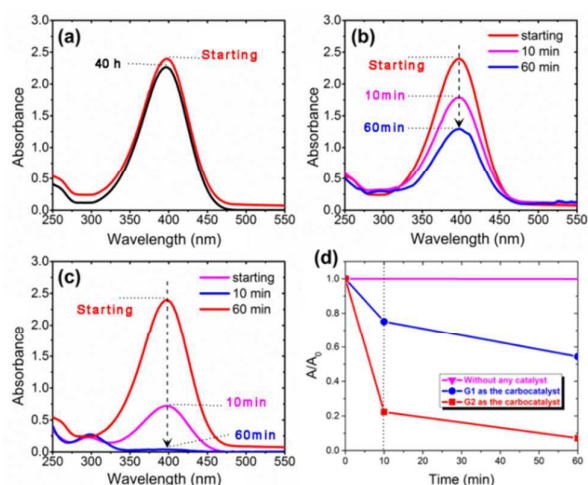 (a)
Starting
40 h
Absorbance
3.0
2.5
2.0
1.5
1.0
0.5
0.0
250 300 350 400 450 500 550
Wavelength (nm)
(b)
starting
10 min
60 min
Starting
10min
60min
Absorbance
3.0
2.5
2.0
1.5
1.0
0.5
0.0
250 300 350 400 450 500 550
Wavelength (nm)
(c)
starting
10 min
60 min
Starting
10min
60min
Absorbance
3.0
2.5
2.0
1.5
1.0
0.5
0.0
250 300 350 400 450 500 550
Wavelength (nm)
(d)
A/A0
1.0
0.8
0.6
0.4
0.2
0.0
Without any catalyst
G1 as the carbocatalyst
G2 as the carbocatalyst
0 10 20 30 40 50 60
Time (min)